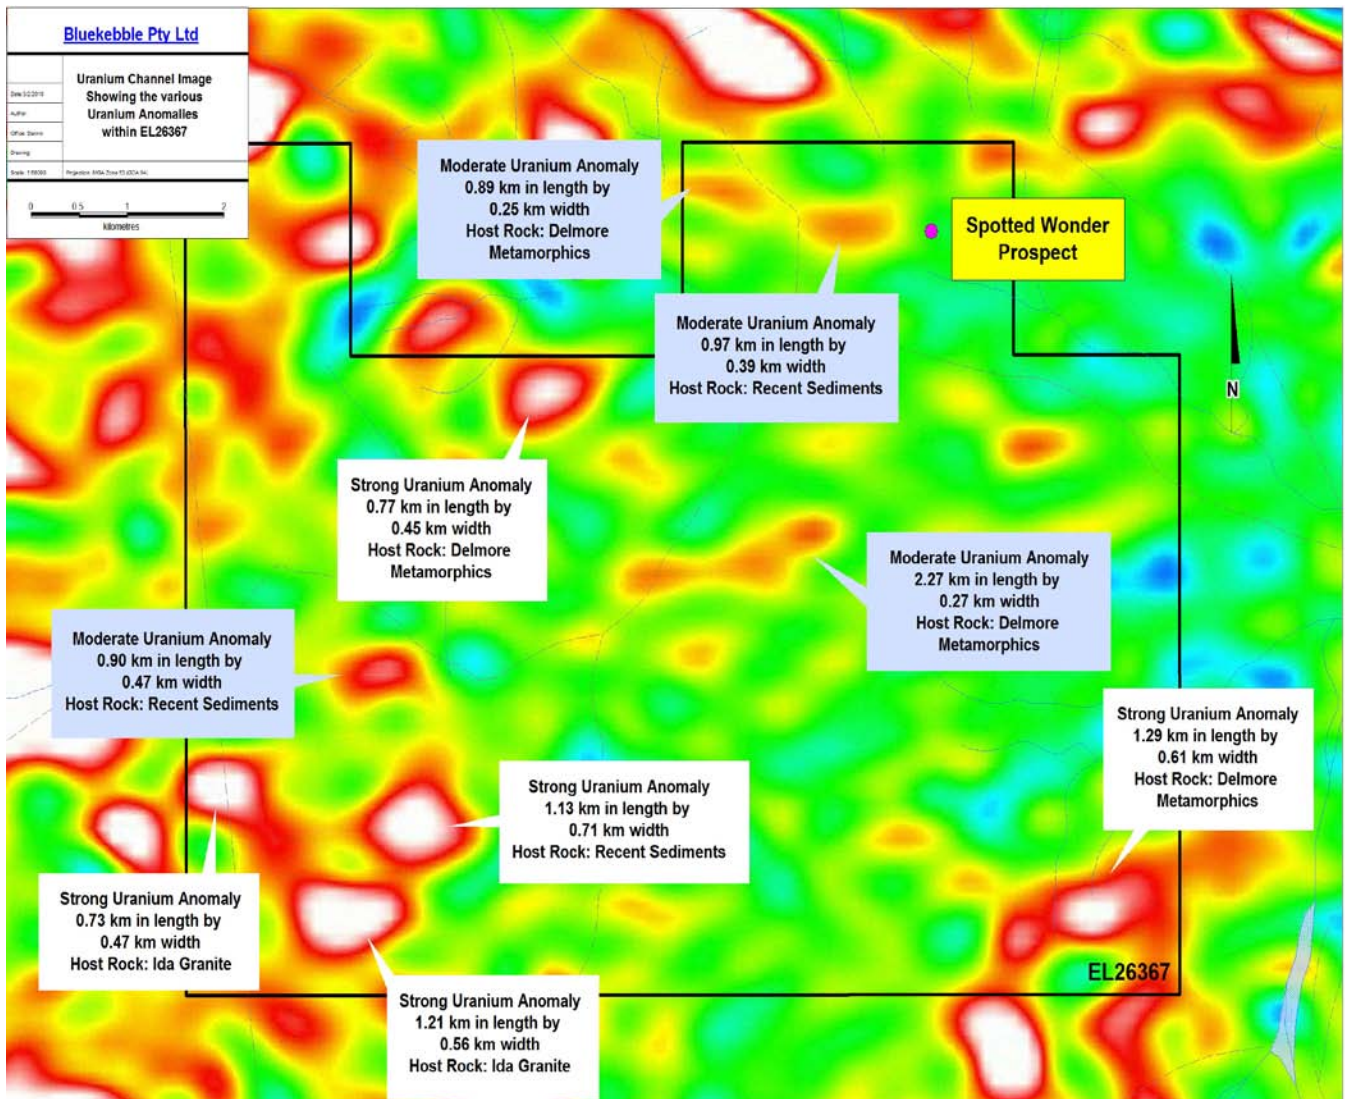 Bluekebble Pty Ltd
Uranium Channel Image
Showing the various
Uranium Anomalies
within EL26367
Date:3/2/2010
Author:
Office: Darwin
Drawing:
0 0.5 1 2
kilometres
Moderate Uranium Anomaly
0.89 km in length by
0.25 km width
Host Rock: Delmore
Metamorphics
Spotted Wonder
Prospect
Moderate Uranium Anomaly
0.97 km in length by
0.39 km width
Host Rock: Recent Sediments
N
Strong Uranium Anomaly
0.77 km in length by
0.45 km width
Host Rock: Delmore
Metamorphics
Moderate Uranium Anomaly
2.27 km in length by
0.27 km width
Host Rock: Delmore
Metamorphics
Moderate Uranium Anomaly
0.90 km in length by
0.47 km width
Host Rock: Recent Sediments
Strong Uranium Anomaly
1.29 km in length by
0.61 km width
Host Rock: Delmore
Metamorphics
Strong Uranium Anomaly
1.13 km in length by
0.71 km width
Host Rock: Recent Sediments
Strong Uranium Anomaly
0.73 km in length by
0.47 km width
Host Rock: Ida Granite
EL26367
Strong Uranium Anomaly
1.21 km in length by
0.56 km width
Host Rock: Ida Granite